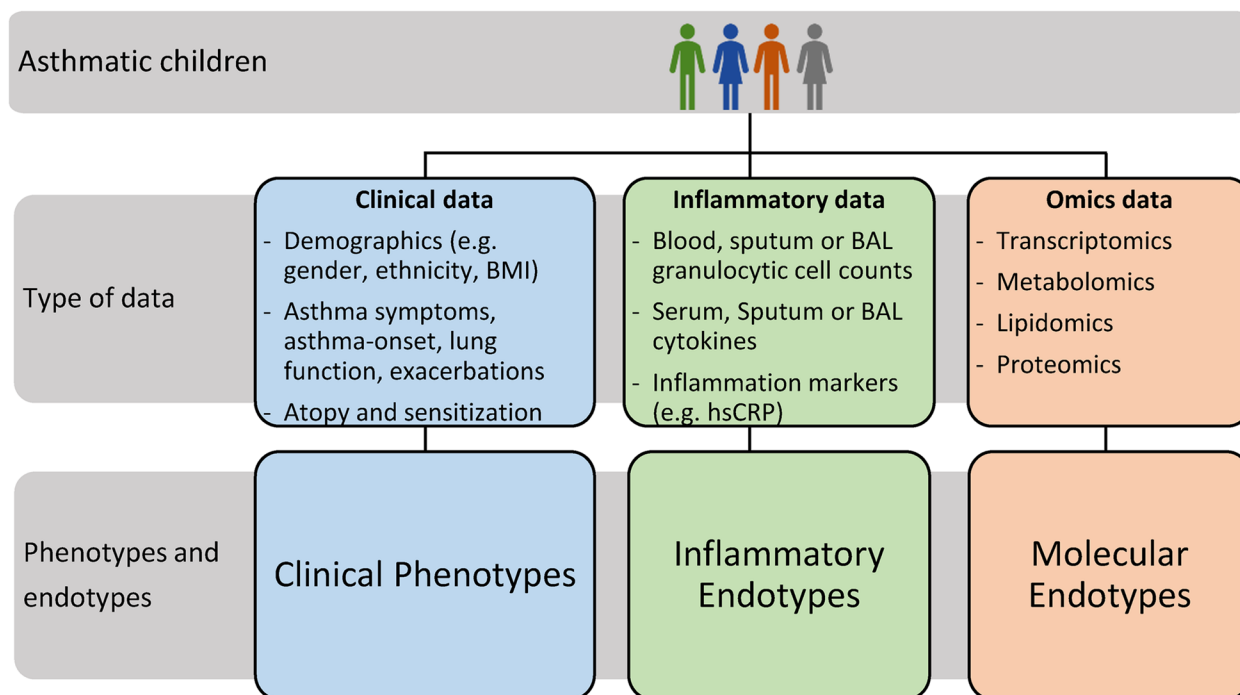 Asthmatic children
Type of data
Clinical data
- Demographics (e.g.
gender, ethnicity, BMI)
- Asthma symptoms,
asthma-onset, lung
function, exacerbations
- Atopy and sensitization
Inflammatory data
- Blood, sputum or BAL
granulocytic cell counts
- Serum, Sputum or BAL
cytokines
- Inflammation markers
(e.g. hsCRP)
Omics data
- Transcriptomics
- Metabolomics
- Lipidomics
- Proteomics
Phenotypes and
endotypes
Clinical Phenotypes
Inflammatory
Endotypes
Molecular
Endotypes